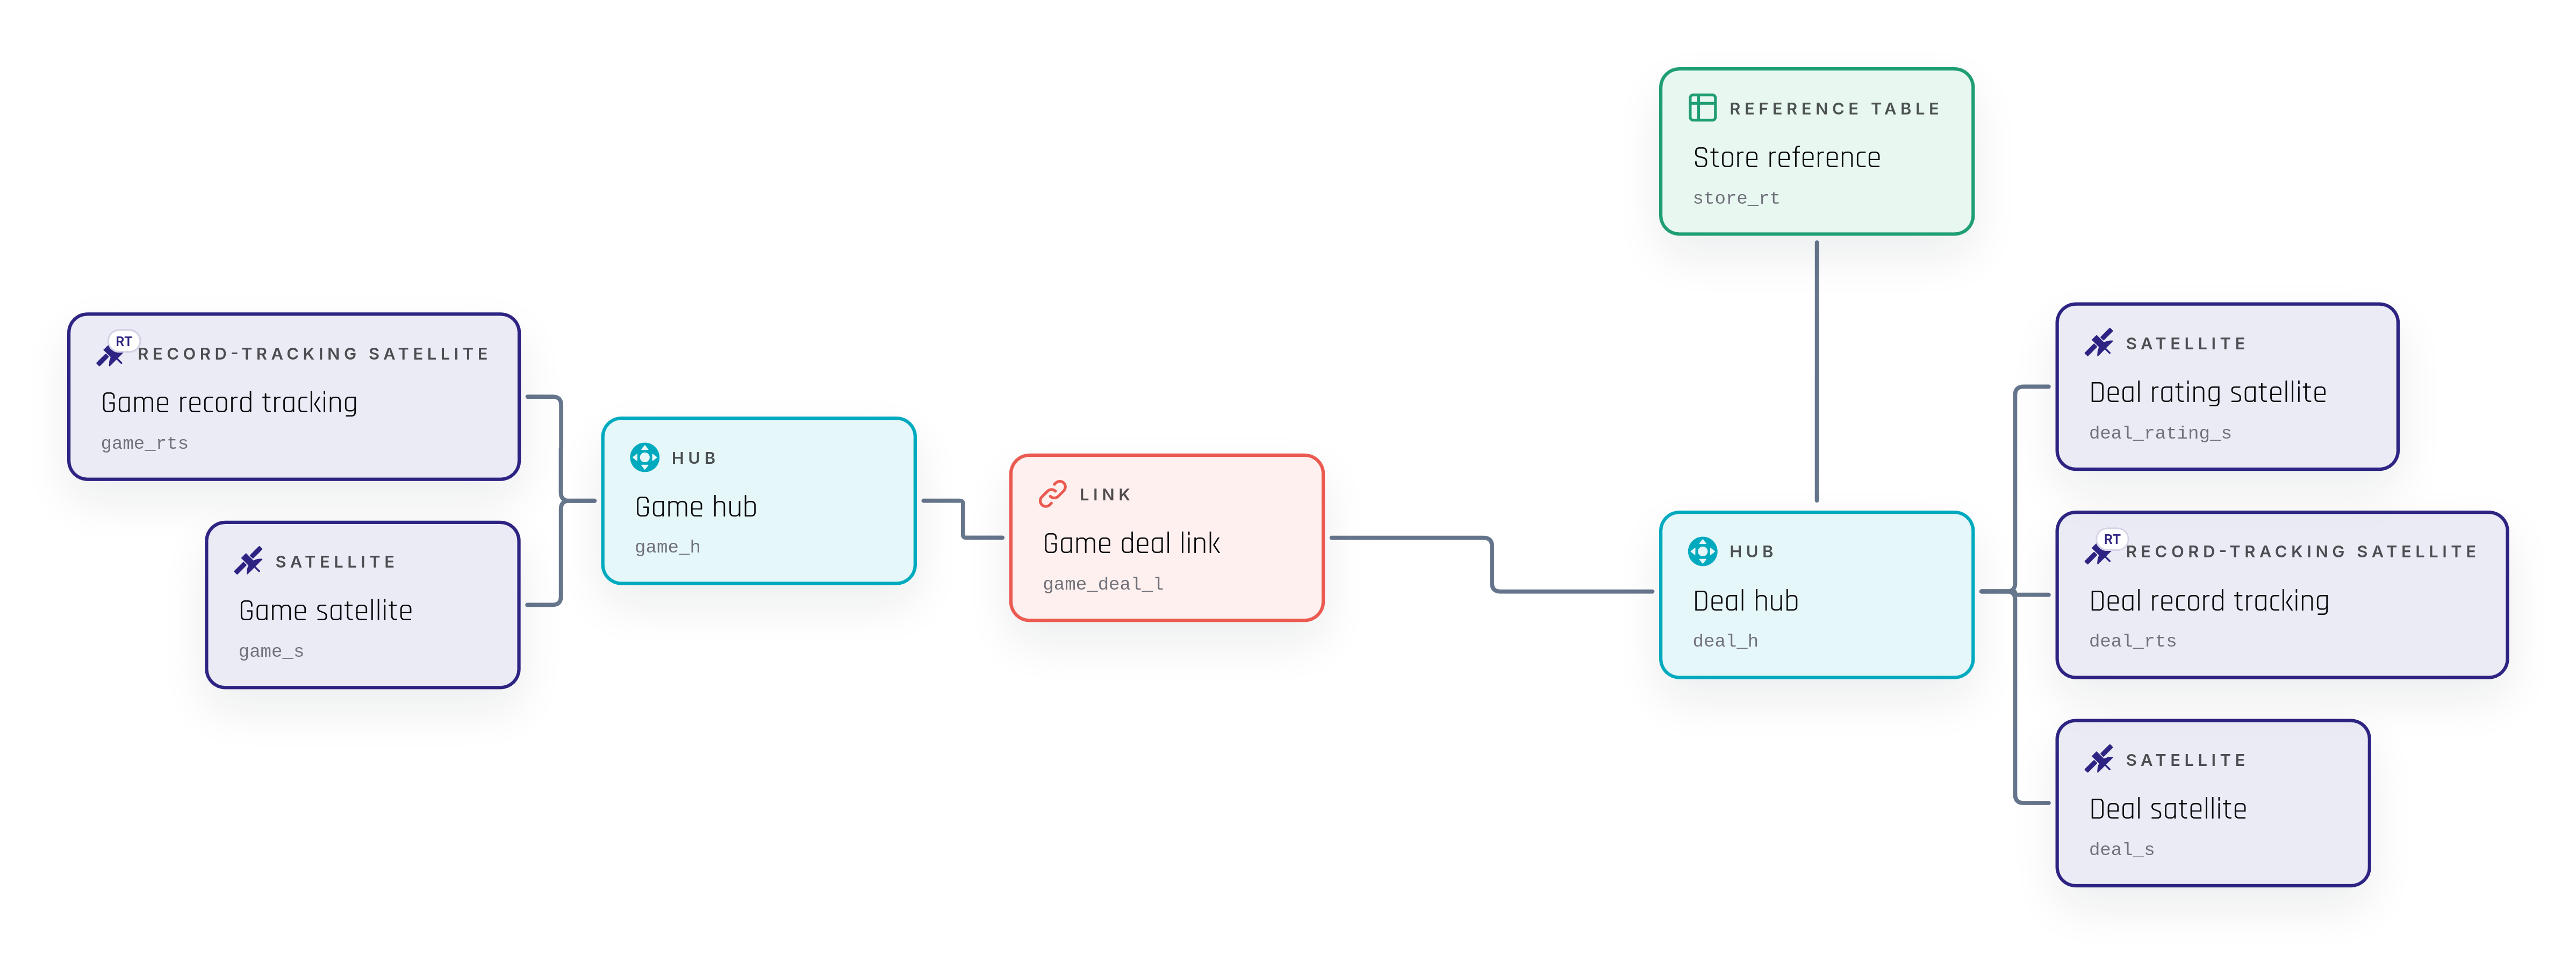 REFERENCE TABLE
Store reference
store_rt
RT
RECORD-TRACKING SATELLITE
Game record tracking
game_rts
SATELLITE
Game satellite
game_s
HUB
Game hub
game_h
LINK
Game deal link
game_deal_l
HUB
Deal hub
deal_h
SATELLITE
Deal rating satellite
deal_rating_s
RT
RECORD-TRACKING SATELLITE
Deal record tracking
deal_rts
SATELLITE
Deal satellite
deal_s